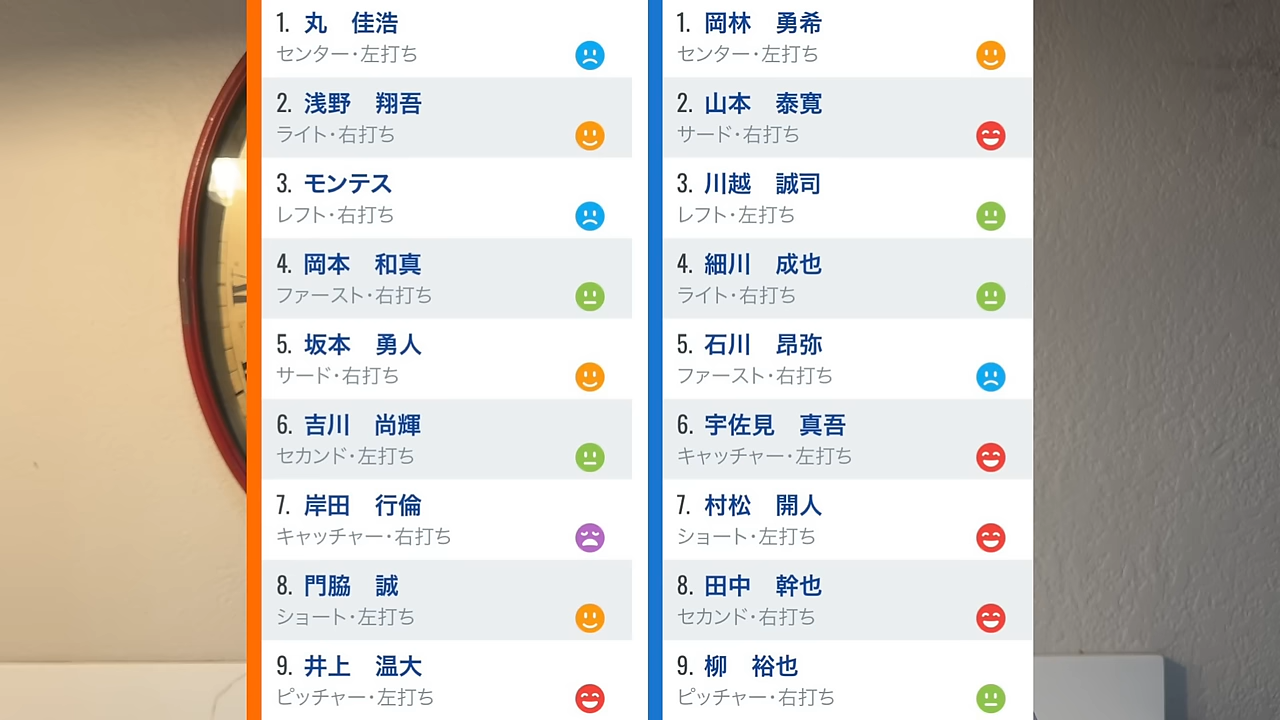 1. 丸　佳浩
センター・左打ち
2. 浅野　翔吾
ライト・右打ち
3. モンテス
レフト・右打ち
4. 岡本　和真
ファースト・右打ち
5. 坂本　勇人
サード・右打ち
6. 吉川　尚輝
セカンド・左打ち
7. 岸田　行倫
キャッチャー・右打ち
8. 門脇　誠
ショート・左打ち
9. 井上　温大
ピッチャー・左打ち
1. 岡林　勇希
センター・左打ち
2. 山本　泰寛
サード・右打ち
3. 川越　誠司
レフト・左打ち
4. 細川　成也
ライト・右打ち
5. 石川　昂弥
ファースト・右打ち
6. 宇佐見　真吾
キャッチャー・左打ち
7. 村松　開人
ショート・左打ち
8. 田中　幹也
セカンド・右打ち
9. 柳　裕也
ピッチャー・右打ち